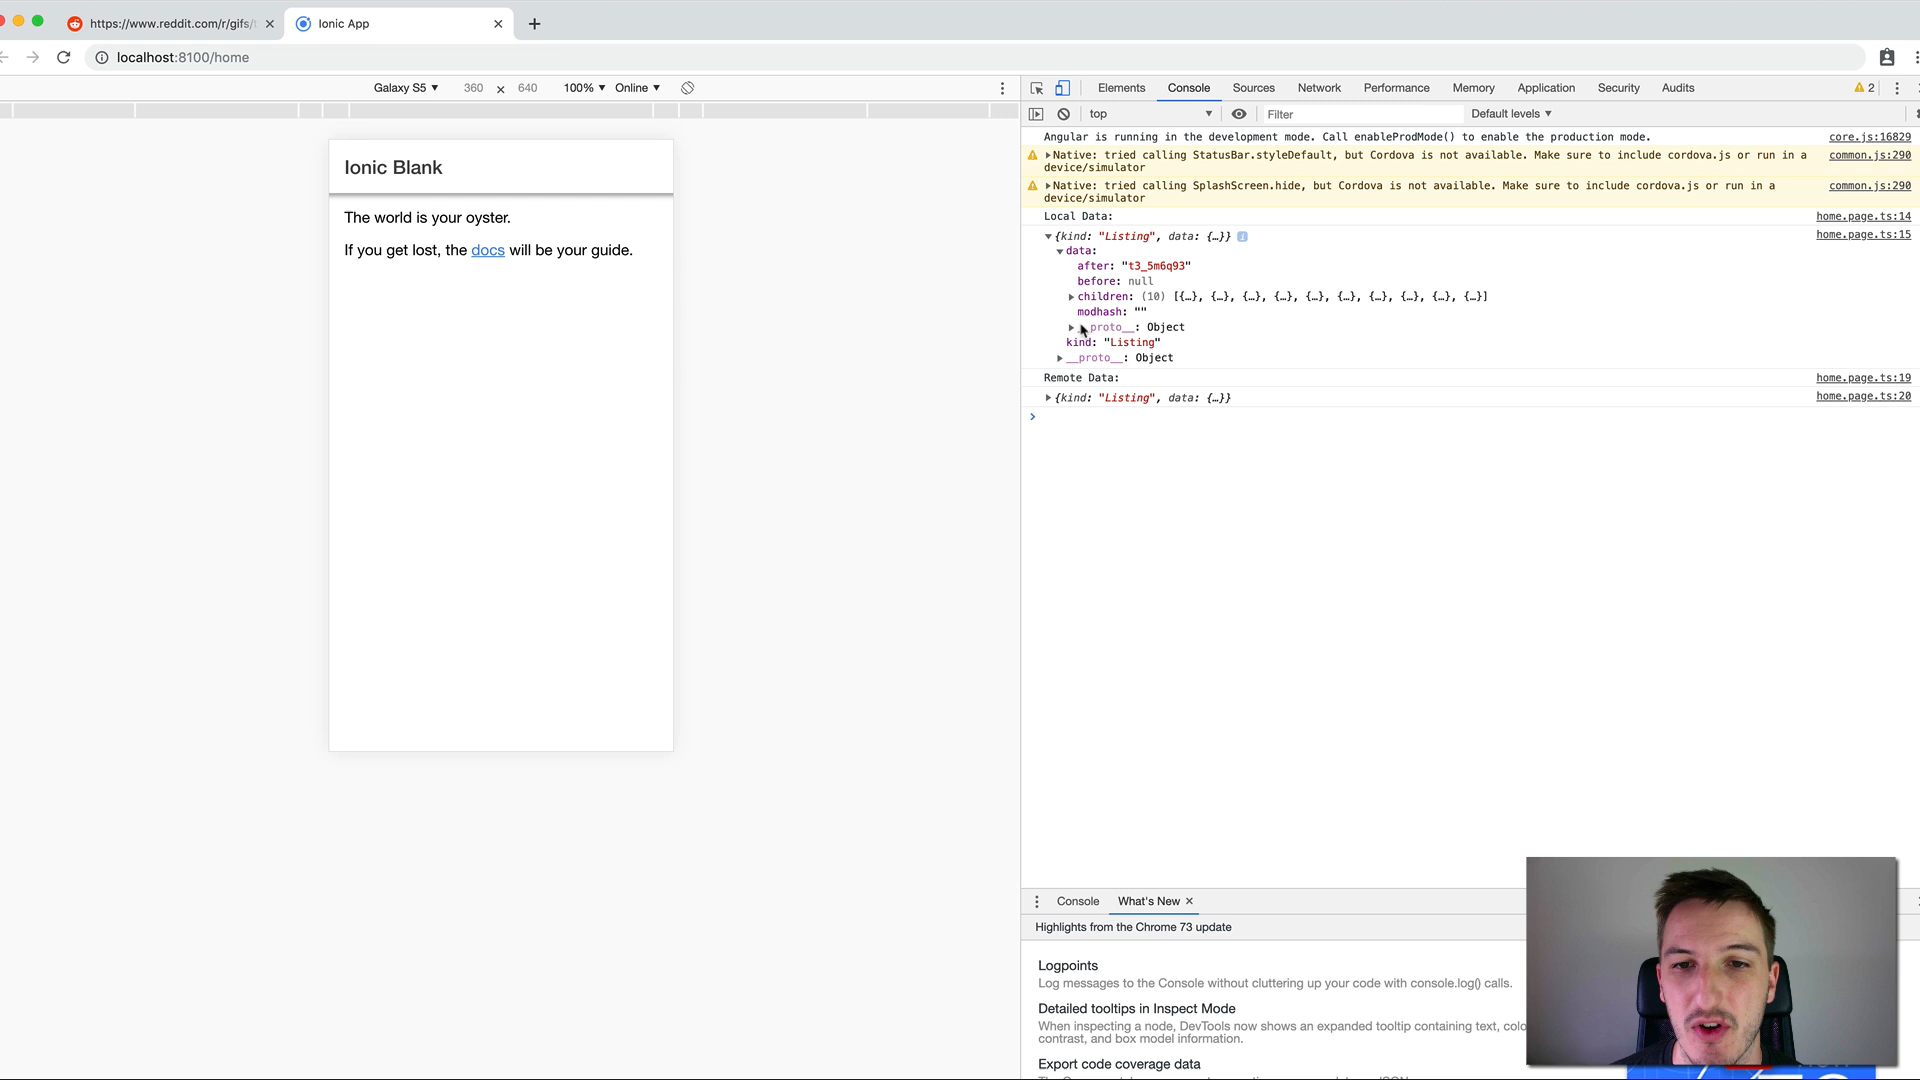 https://www.reddit.com/r/gifs/
Ionic App
localhost:8100/home
Galaxy S5 ▼ 360 × 640 100% ▼ Online ▼
Elements Console Sources Network Performance Memory Application Security Audits 2
top ▼ Filter Default levels ▼
Angular is running in the development mode. Call enableProdMode() to enable the production mode. core.js:16829
Native: tried calling StatusBar.styleDefault, but Cordova is not available. Make sure to include cordova.js or run in a common.js:290
device/simulator
Native: tried calling SplashScreen.hide, but Cordova is not available. Make sure to include cordova.js or run in a common.js:290
device/simulator
Local Data: home.page.ts:14
{kind: "Listing", data: {…}} home.page.ts:15
data:
after: "t3_5m6q93"
before: null
children: (10) [{…}, {…}, {…}, {…}, {…}, {…}, {…}, {…}, {…}, {…}]
modhash: ""
proto__: Object
kind: "Listing"
__proto__: Object
Remote Data: home.page.ts:19
{kind: "Listing", data: {…}} home.page.ts:20
Ionic Blank
The world is your oyster.
If you get lost, the docs will be your guide.
Console What's New
Highlights from the Chrome 73 update
Logpoints
Log messages to the Console without cluttering up your code with console.log() calls.
Detailed tooltips in Inspect Mode
When inspecting a node, DevTools now shows an expanded tooltip containing text,
contrast, and box model information.
Export code coverage data